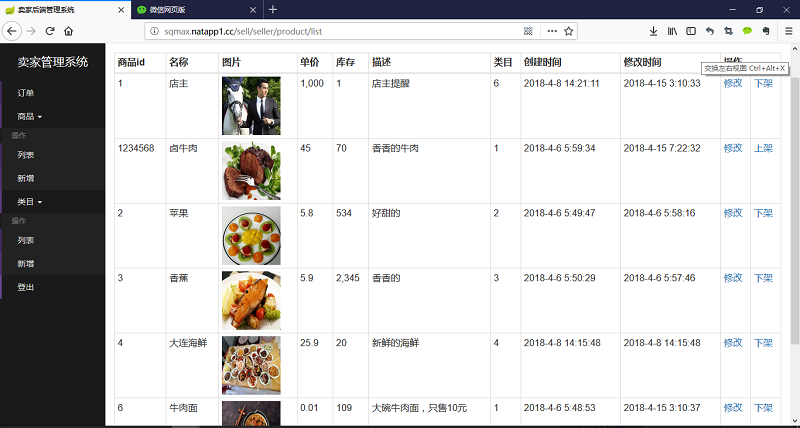 卖家后端管理系统
微信网页版
sqmax.natapp1.cc/sell/seller/product/list
卖家管理系统
订单
商品
操作
列表
新增
类目
操作
列表
新增
登出
交换左右视图 Ctrl+Alt+X
商品id 名称 图片 单价 库存 描述 类目 创建时间 修改时间 操作
1 店主 1,000 1 店主提醒 6 2018-4-8 14:21:11 2018-4-15 3:10:33 修改 下架
1234568 卤牛肉 45 70 香香的牛肉 1 2018-4-6 5:59:34 2018-4-15 7:22:32 修改 上架
2 苹果 5.8 534 好甜的 2 2018-4-6 5:49:47 2018-4-6 5:58:16 修改 下架
3 香蕉 5.9 2,345 香香的 3 2018-4-6 5:50:29 2018-4-6 5:57:46 修改 下架
4 大连海鲜 25.9 20 新鲜的海鲜 4 2018-4-8 14:15:48 2018-4-8 14:15:48 修改 下架
6 牛肉面 0.01 109 大碗牛肉面，只售10元 1 2018-4-6 5:48:53 2018-4-15 3:10:37 修改 下架